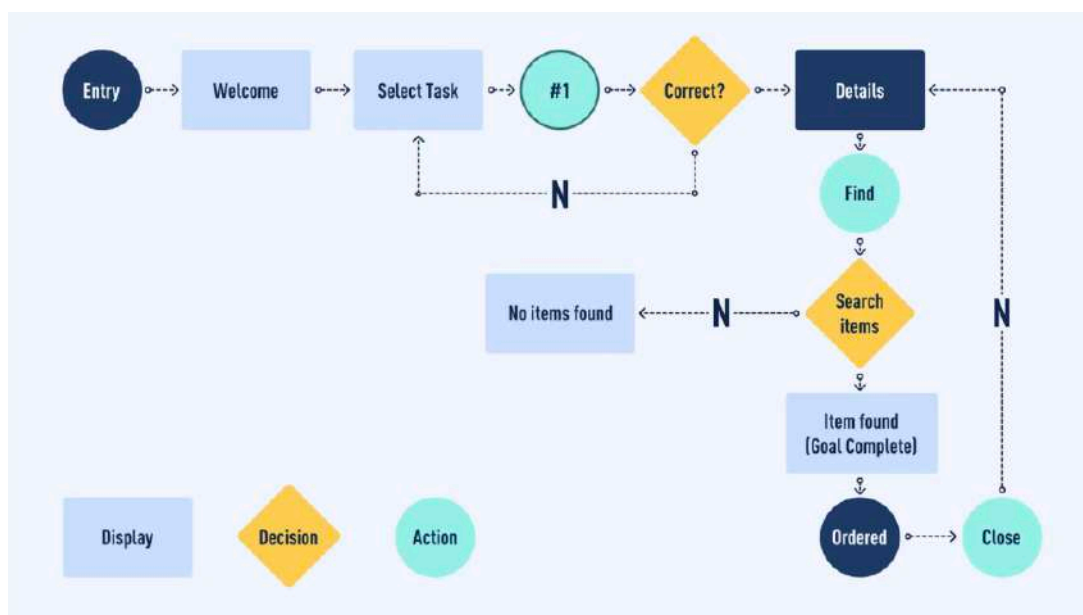 Entry
Welcome
Select Task
#1
Correct?
Details
N
Find
No items found
N
Search
items
N
Item found
(Goal Complete)
Display
Decision
Action
Ordered
Close